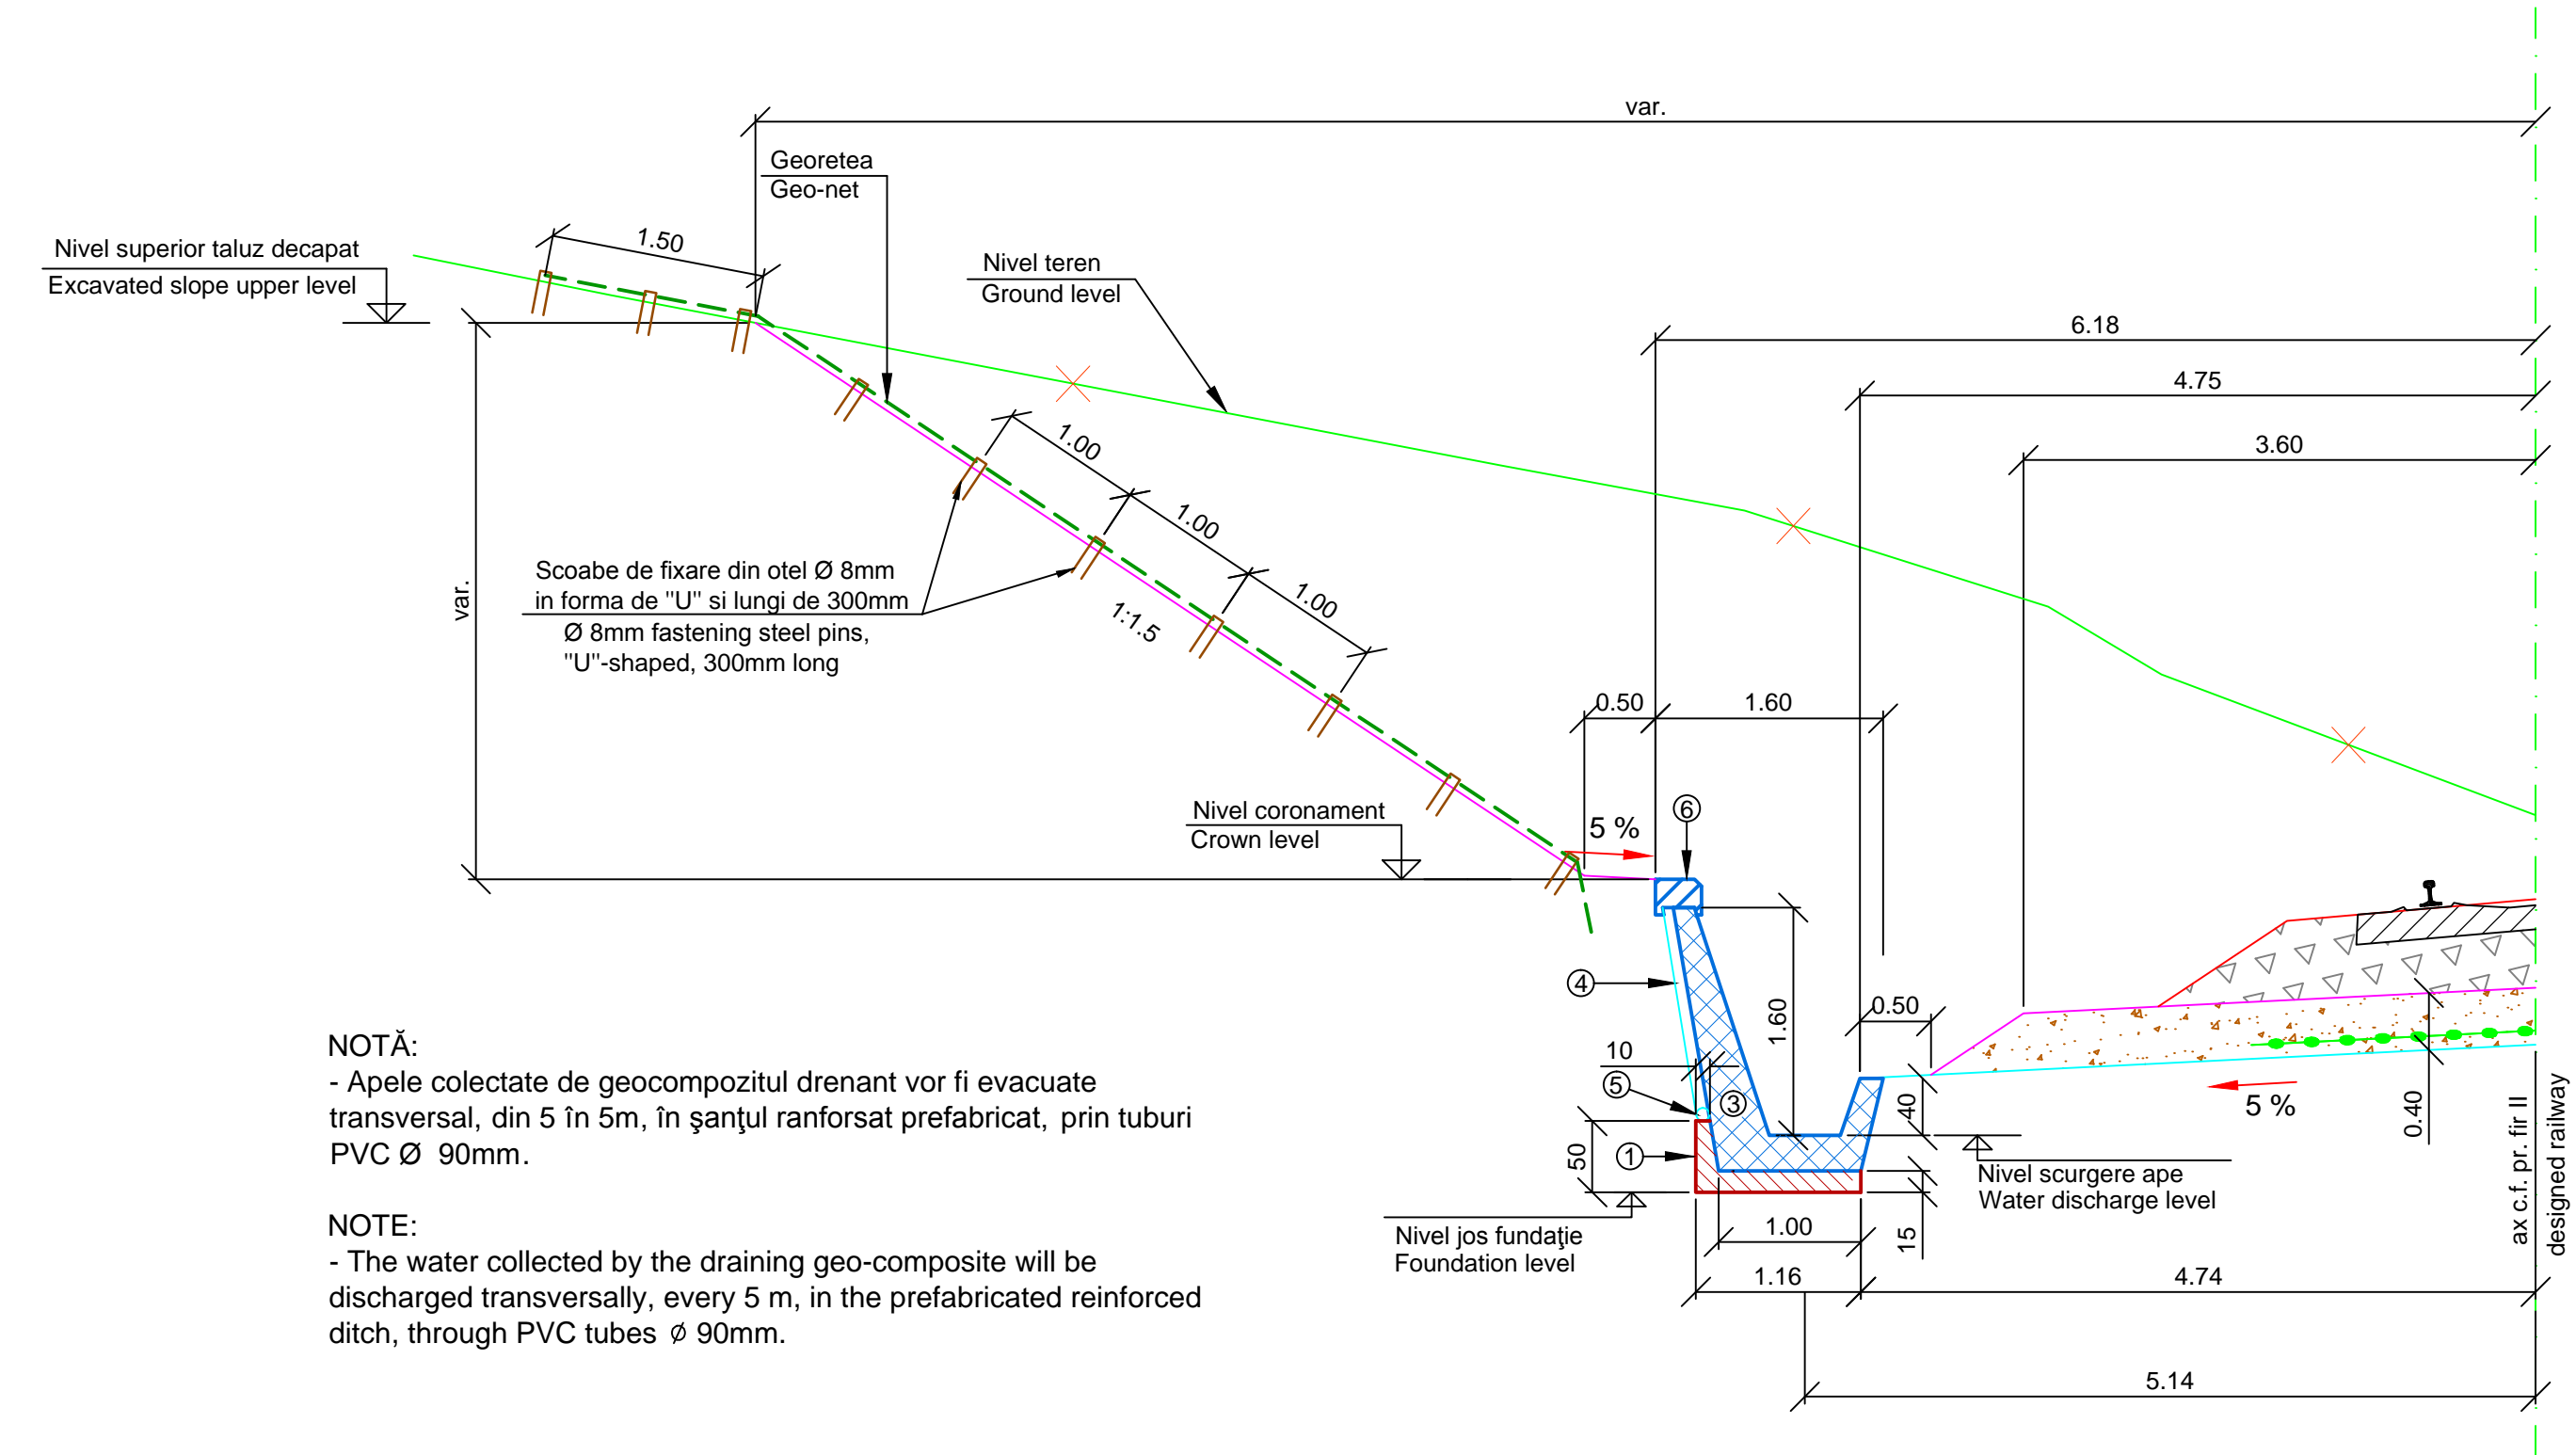 var.
Georetea
Geo-net
1.50
Nivel superior taluz decapat
Excavated slope upper level
Nivel teren
Ground level
6.18
4.75
3.60
1.00
1.00
1.00
1:1.5
var.
Scoabe de fixare din otel Ø 8mm
in forma de "U" si lungi de 300mm
Ø 8mm fastening steel pins,
"U"-shaped, 300mm long
0.50
1.60
Nivel coronament
Crown level
5 %
6
4
1.60
0.50
10
5
3
40
5 %
0.40
50
1
Nivel scurgere ape
Water discharge level
Nivel jos fundaţie
Foundation level
1.00
15
1.16
4.74
5.14
ax c.f. pr. fir II
designed railway
NOTĂ:
- Apele colectate de geocompozitul drenant vor fi evacuate
transversal, din 5 în 5m, în şanţul ranforsat prefabricat, prin tuburi
PVC Ø 90mm.
NOTE:
- The water collected by the draining geo-composite will be
discharged transversally, every 5 m, in the prefabricated reinforced
ditch, through PVC tubes ∅ 90mm.